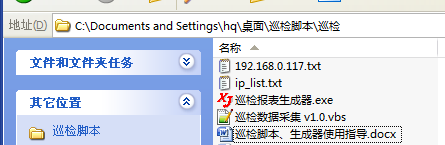 地址(D) C:\Documents and Settings\hq\桌面\巡检脚本\巡检
文件和文件夹任务
其它位置
巡检脚本
名称
192.168.0.117.txt
ip_list.txt
巡检报表生成器.exe
巡检数据采集 v1.0.vbs
巡检脚本、生成器使用指导.docx